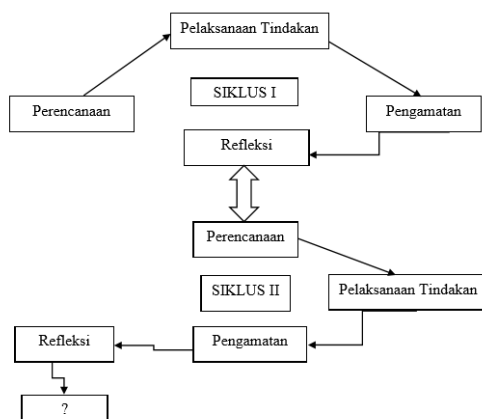 Pelaksanaan Tindakan
SIKLUS I
Perencanaan
Pengamatan
Refleksi
Perencanaan
SIKLUS II
Pelaksanaan Tindakan
Refleksi
Pengamatan
?